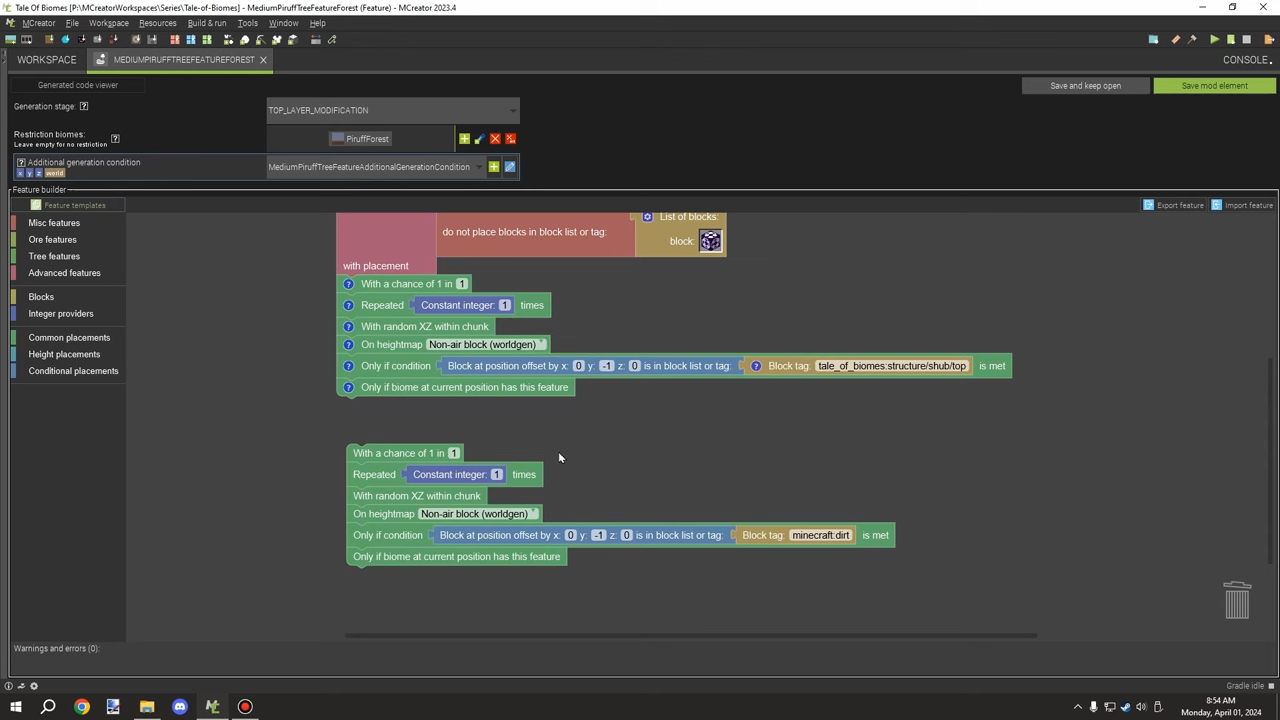 Tale Of Biomes [P:\MCreatorWorkspaces\Series\Tale-of-Biomes] - MediumPiruffTreeFeatureForest (Feature) - MCreator 2023.4
MCreator File Workspace Resources Build & run Tools Window Help
WORKSPACE MEDIUMPIRUFFTREEFEATUREFOREST CONSOLE
Generated code viewer Save and keep open Save mod element
Generation stage: ? TOP_LAYER_MODIFICATION
Restriction biomes: ? PiruffForest
Leave empty for no restriction
? Additional generation condition MediumPiruffTreeFeatureAdditionalGenerationCondition
x y z world
Feature builder
Feature templates Export feature Import feature
Misc features
Ore features
Tree features
Advanced features
Blocks
Integer providers
Common placements
Height placements
Conditional placements
List of blocks:
do not place blocks in block list or tag:
block:
with placement
? With a chance of 1 in 1
? Repeated Constant integer: 1 times
? With random XZ within chunk
? On heightmap Non-air block (worldgen)
? Only if condition Block at position offset by x: 0 y: -1 z: 0 is in block list or tag: ? Block tag: tale_of_biomes:structure/shub/top is met
? Only if biome at current position has this feature
With a chance of 1 in 1
Repeated Constant integer: 1 times
With random XZ within chunk
On heightmap Non-air block (worldgen)
Only if condition Block at position offset by x: 0 y: -1 z: 0 is in block list or tag: Block tag: minecraft:dirt is met
Only if biome at current position has this feature
Warnings and errors (0):
Gradle idle
8:54 AM
Monday, April 01, 2024